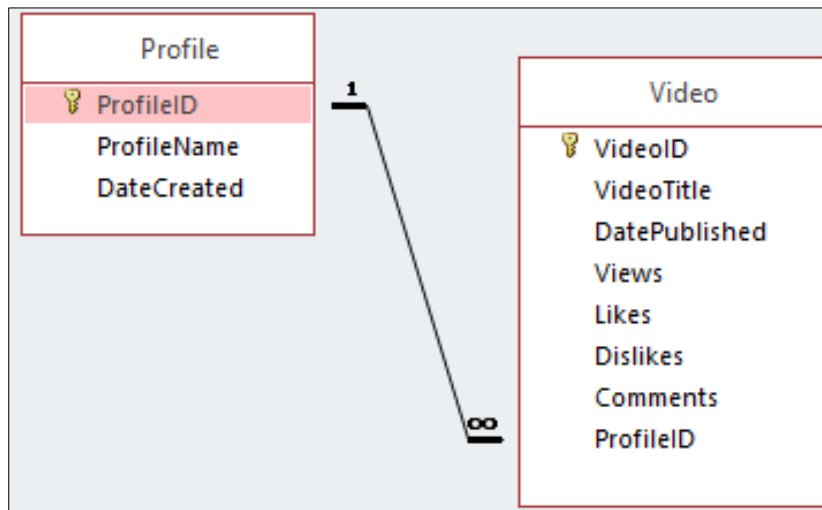 Profile
ProfileID
ProfileName
DateCreated
1
∞
Video
VideoID
VideoTitle
DatePublished
Views
Likes
Dislikes
Comments
ProfileID